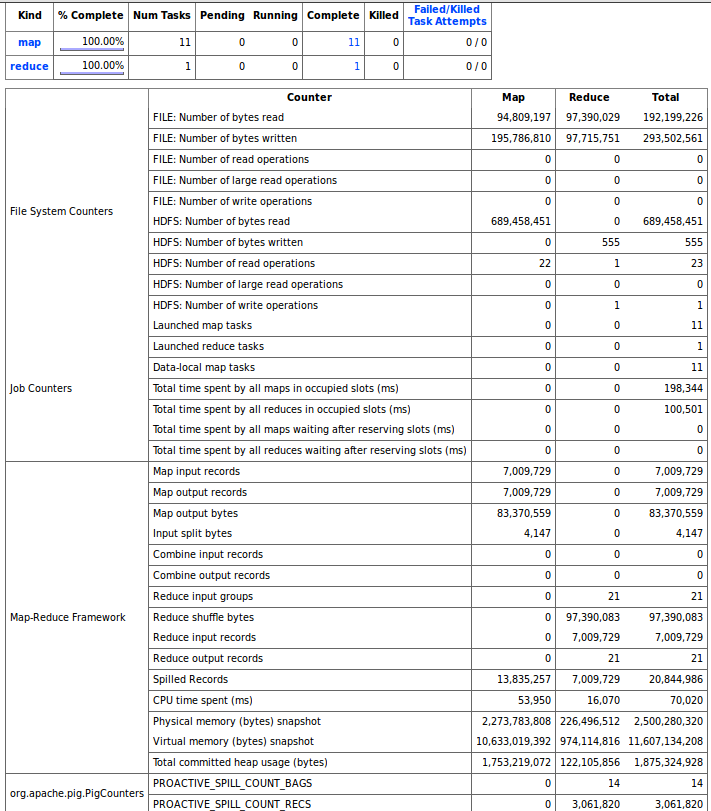 Kind % Complete Num Tasks Pending Running Complete Killed Failed/Killed
Task Attempts
map 100.00% 11 0 0 11 0 0 / 0
reduce 100.00% 1 0 0 1 0 0 / 0
Counter Map Reduce Total
File System Counters
FILE: Number of bytes read 94,809,197 97,390,029 192,199,226
FILE: Number of bytes written 195,786,810 97,715,751 293,502,561
FILE: Number of read operations 0 0 0
FILE: Number of large read operations 0 0 0
FILE: Number of write operations 0 0 0
HDFS: Number of bytes read 689,458,451 0 689,458,451
HDFS: Number of bytes written 0 555 555
HDFS: Number of read operations 22 1 23
HDFS: Number of large read operations 0 0 0
HDFS: Number of write operations 0 1 1
Job Counters
Launched map tasks 0 0 11
Launched reduce tasks 0 0 1
Data-local map tasks 0 0 11
Total time spent by all maps in occupied slots (ms) 0 0 198,344
Total time spent by all reduces in occupied slots (ms) 0 0 100,501
Total time spent by all maps waiting after reserving slots (ms) 0 0 0
Total time spent by all reduces waiting after reserving slots (ms) 0 0 0
Map-Reduce Framework
Map input records 7,009,729 0 7,009,729
Map output records 7,009,729 0 7,009,729
Map output bytes 83,370,559 0 83,370,559
Input split bytes 4,147 0 4,147
Combine input records 0 0 0
Combine output records 0 0 0
Reduce input groups 0 21 21
Reduce shuffle bytes 0 97,390,083 97,390,083
Reduce input records 0 7,009,729 7,009,729
Reduce output records 0 21 21
Spilled Records 13,835,257 7,009,729 20,844,986
CPU time spent (ms) 53,950 16,070 70,020
Physical memory (bytes) snapshot 2,273,783,808 226,496,512 2,500,280,320
Virtual memory (bytes) snapshot 10,633,019,392 974,114,816 11,607,134,208
Total committed heap usage (bytes) 1,753,219,072 122,105,856 1,875,324,928
org.apache.pig.PigCounters
PROACTIVE_SPILL_COUNT_BAGS 0 14 14
PROACTIVE_SPILL_COUNT_RECS 0 3,061,820 3,061,820